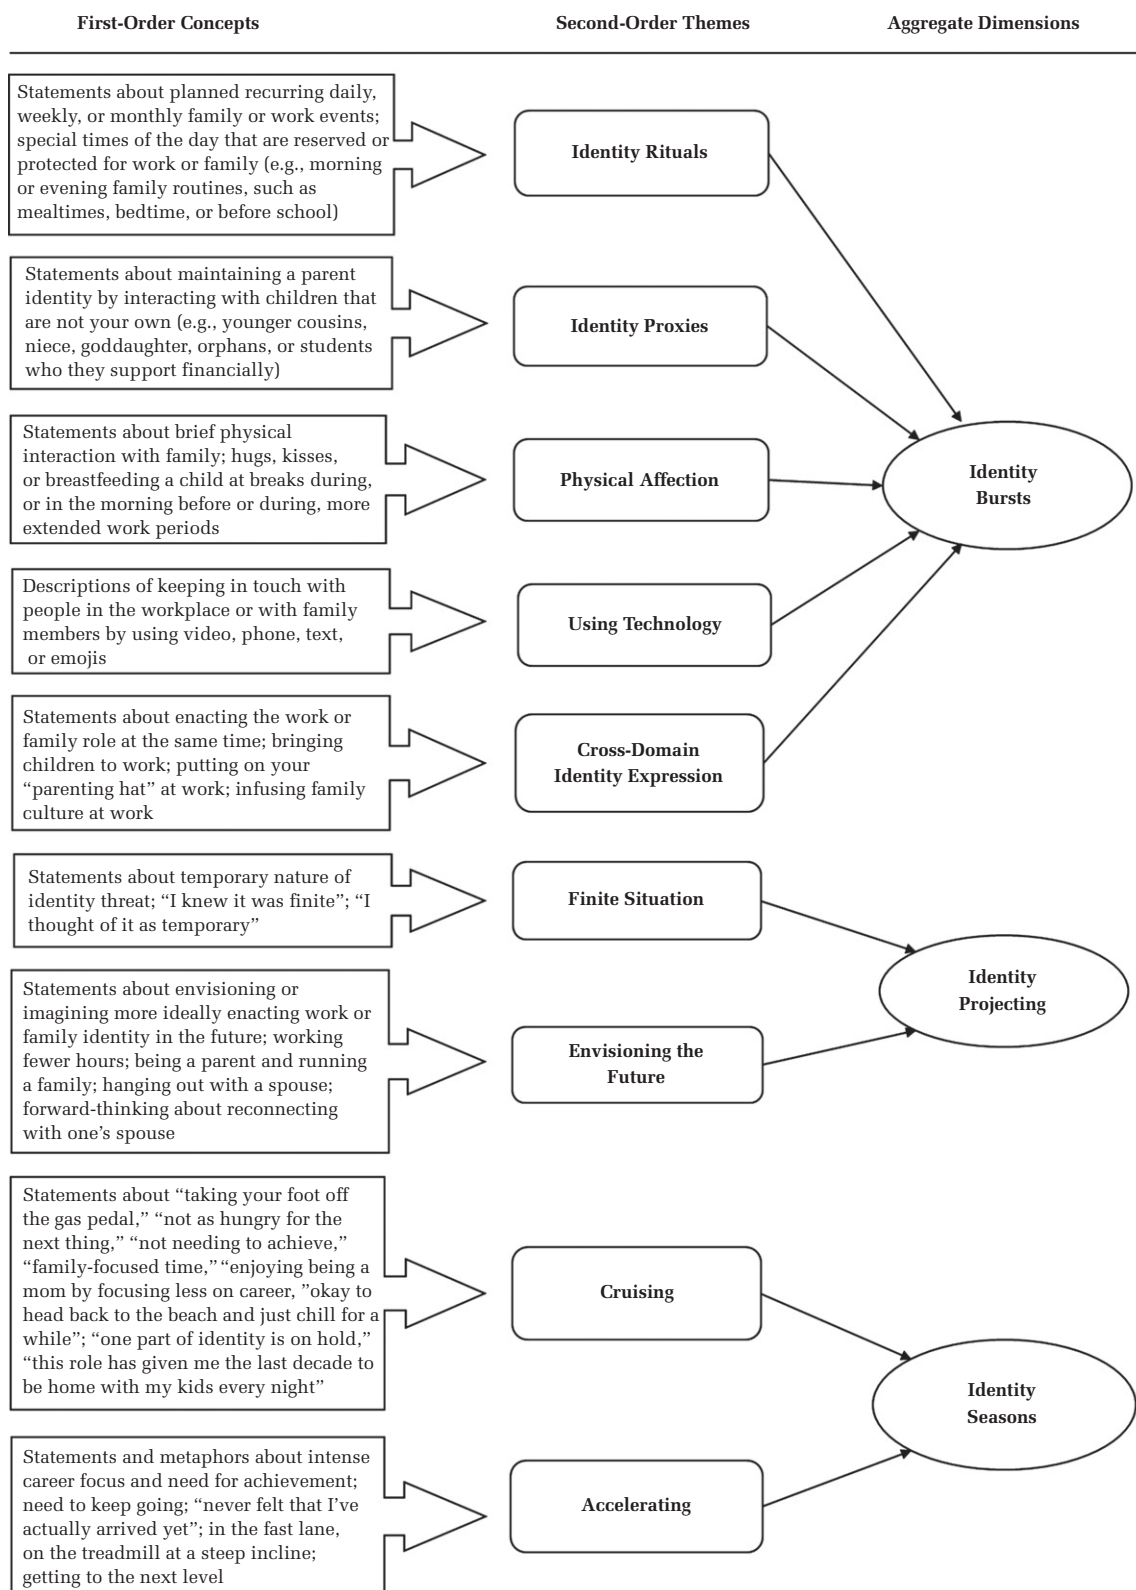 First-Order Concepts
Second-Order Themes
Aggregate Dimensions
Statements about planned recurring daily,
weekly, or monthly family or work events;
special times of the day that are reserved or
protected for work or family (e.g., morning
or evening family routines, such as
mealtimes, bedtime, or before school)
Identity Rituals
Statements about maintaining a parent
identity by interacting with children that
are not your own (e.g., younger cousins,
niece, goddaughter, orphans, or students
who they support financially)
Identity Proxies
Statements about brief physical
interaction with family; hugs, kisses,
or breastfeeding a child at breaks during,
or in the morning before or during, more
extended work periods
Physical Affection
Identity
Bursts
Descriptions of keeping in touch with
people in the workplace or with family
members by using video, phone, text,
or emojis
Using Technology
Statements about enacting the work or
family role at the same time; bringing
children to work; putting on your
“parenting hat” at work; infusing family
culture at work
Cross-Domain
Identity Expression
Statements about temporary nature of
identity threat; “I knew it was finite”; “I
thought of it as temporary”
Finite Situation
Identity
Projecting
Statements about envisioning or
imagining more ideally enacting work or
family identity in the future; working
fewer hours; being a parent and running
a family; hanging out with a spouse;
forward-thinking about reconnecting
with one’s spouse
Envisioning the
Future
Statements about “taking your foot off
the gas pedal,” “not as hungry for the
next thing,” “not needing to achieve,”
“family-focused time,” “enjoying being a
mom by focusing less on career, ”okay to
head back to the beach and just chill for a
while”; “one part of identity is on hold,”
“this role has given me the last decade to
be home with my kids every night”
Cruising
Identity
Seasons
Statements and metaphors about intense
career focus and need for achievement;
need to keep going; “never felt that I’ve
actually arrived yet”; in the fast lane,
on the treadmill at a steep incline;
getting to the next level
Accelerating